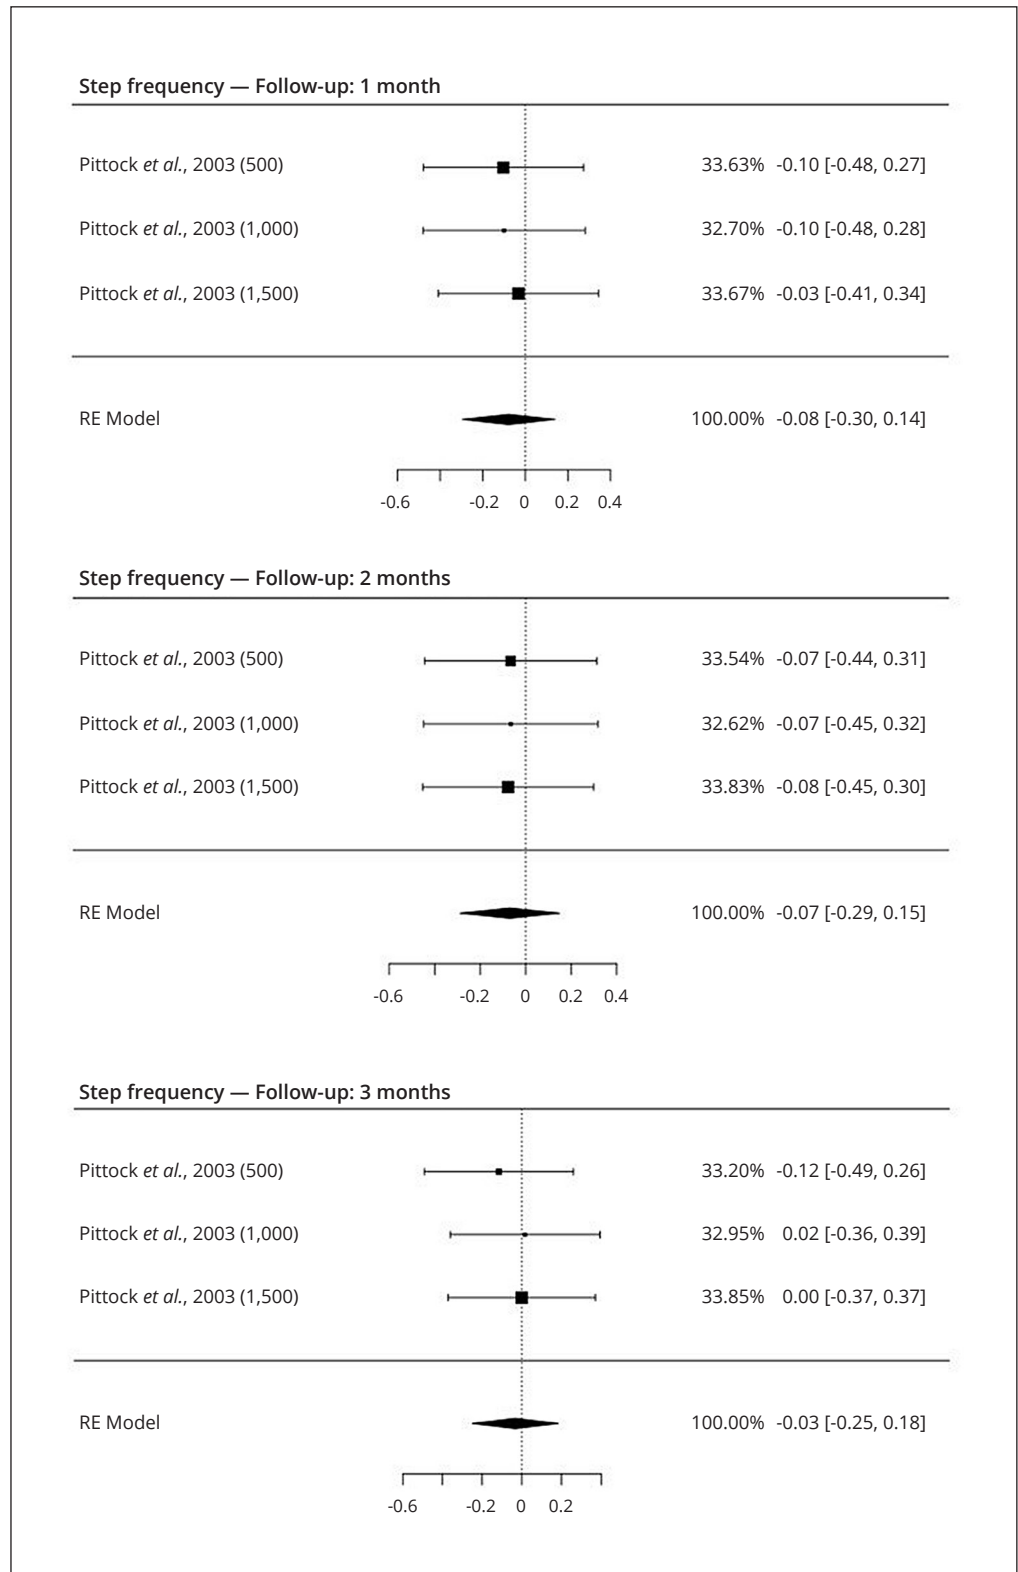 Step frequency — Follow-up: 1 month
Pittock et al., 2003 (500) 33.63% -0.10 [-0.48, 0.27]
Pittock et al., 2003 (1,000) 32.70% -0.10 [-0.48, 0.28]
Pittock et al., 2003 (1,500) 33.67% -0.03 [-0.41, 0.34]
RE Model 100.00% -0.08 [-0.30, 0.14]
-0.6 -0.2 0 0.2 0.4
Step frequency — Follow-up: 2 months
Pittock et al., 2003 (500) 33.54% -0.07 [-0.44, 0.31]
Pittock et al., 2003 (1,000) 32.62% -0.07 [-0.45, 0.32]
Pittock et al., 2003 (1,500) 33.83% -0.08 [-0.45, 0.30]
RE Model 100.00% -0.07 [-0.29, 0.15]
-0.6 -0.2 0 0.2 0.4
Step frequency — Follow-up: 3 months
Pittock et al., 2003 (500) 33.20% -0.12 [-0.49, 0.26]
Pittock et al., 2003 (1,000) 32.95% 0.02 [-0.36, 0.39]
Pittock et al., 2003 (1,500) 33.85% 0.00 [-0.37, 0.37]
RE Model 100.00% -0.03 [-0.25, 0.18]
-0.6 -0.2 0 0.2